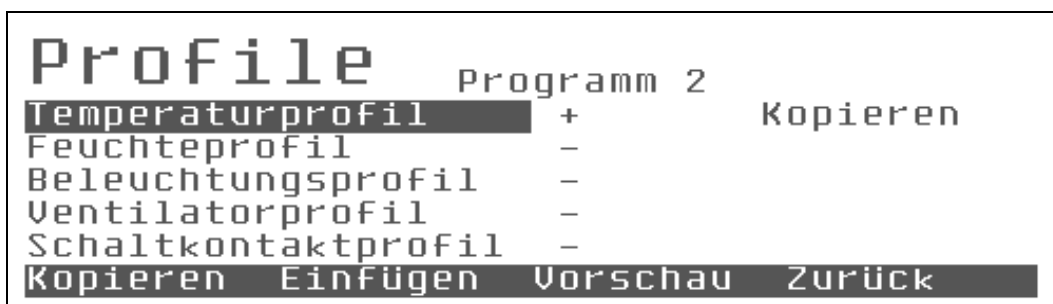 Profile Programm 2
Temperaturprofil + Kopieren
Feuchteprofil –
Beleuchtungsprofil –
Ventilatorprofil –
Schaltkontaktprofil –
Kopieren Einfügen Vorschau Zurück